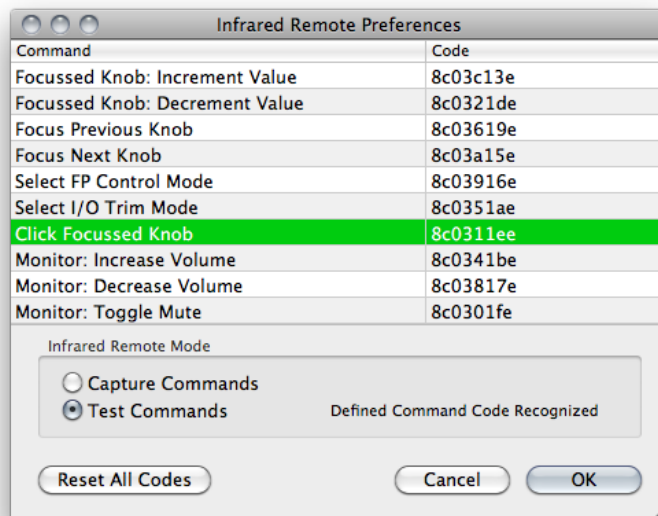 Infrared Remote Preferences
Command Code
Focussed Knob: Increment Value 8c03c13e
Focussed Knob: Decrement Value 8c0321de
Focus Previous Knob 8c03619e
Focus Next Knob 8c03a15e
Select FP Control Mode 8c03916e
Select I/O Trim Mode 8c0351ae
Click Focussed Knob 8c0311ee
Monitor: Increase Volume 8c0341be
Monitor: Decrease Volume 8c03817e
Monitor: Toggle Mute 8c0301fe
Infrared Remote Mode
Capture Commands
Test Commands Defined Command Code Recognized
Reset All Codes Cancel OK